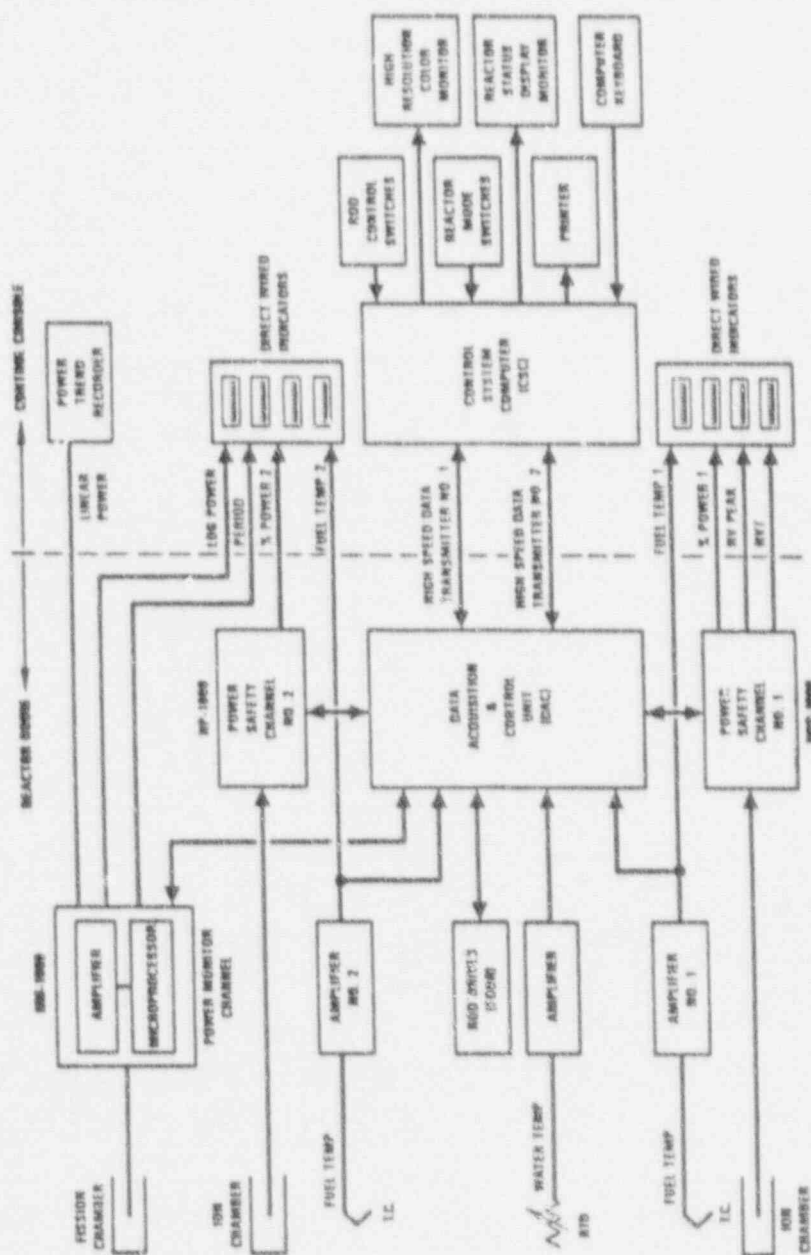 REACTOR ROOM
CONTROL CONSOLE
FISSION
CHAMBER
AMPLIFIER
MICROPROCESSOR
POWER MONITOR
CHANNEL
LINEAR
POWER
POWER
TREND
RECORDER
LOG POWER
PERIOD
% POWER 2
FUEL TEMP 2
DIRECT WIRED
INDICATORS
ION
CHAMBER
NP-1000
POWER
SAFETY
CHANNEL
NO. 2
FUEL TEMP
T.C.
AMPLIFIER
NO. 2
ROD DRIVES
(FOUR)
WATER TEMP
RTD
AMPLIFIER
DATA
ACQUISITION
&
CONTROL
UNIT
(DAC)
HIGH SPEED DATA
TRANSMITTER NO. 1
HIGH SPEED DATA
TRANSMITTER NO. 2
CONTROL
SYSTEM
COMPUTER
(CSC)
ROD
CONTROL
SWITCHES
HIGH
RESOLUTION
COLOR
MONITOR
REACTOR
MODE
SWITCHES
REACTOR
STATUS
DISPLAY
MONITOR
PRINTER
COMPUTER
KEYBOARD
FUEL TEMP
T.C.
AMPLIFIER
NO. 1
FUEL TEMP 1
% POWER 1
NV PEAK
NVT
DIRECT WIRED
INDICATORS
ION
CHAMBER
POWER
SAFETY
CHANNEL
NO. 1